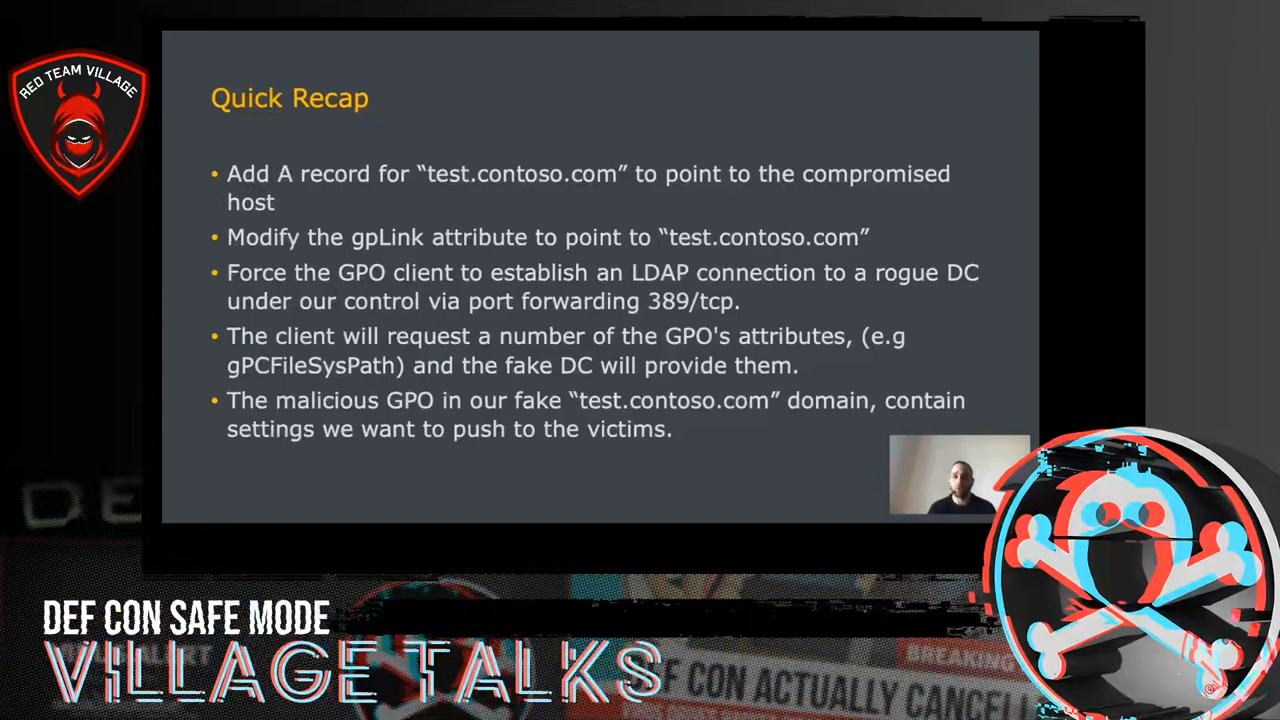 RED TEAM VILLAGE
Quick Recap
• Add A record for “test.contoso.com” to point to the compromised
host
• Modify the gpLink attribute to point to “test.contoso.com”
• Force the GPO client to establish an LDAP connection to a rogue DC
under our control via port forwarding 389/tcp.
• The client will request a number of the GPO's attributes, (e.g
gPCFileSysPath) and the fake DC will provide them.
• The malicious GPO in our fake “test.contoso.com” domain, contain
settings we want to push to the victims.
DE
DEF CON SAFE MODE
VILLAGE TALKS
BREAKING
DEF CON ACTUALLY CANCELL